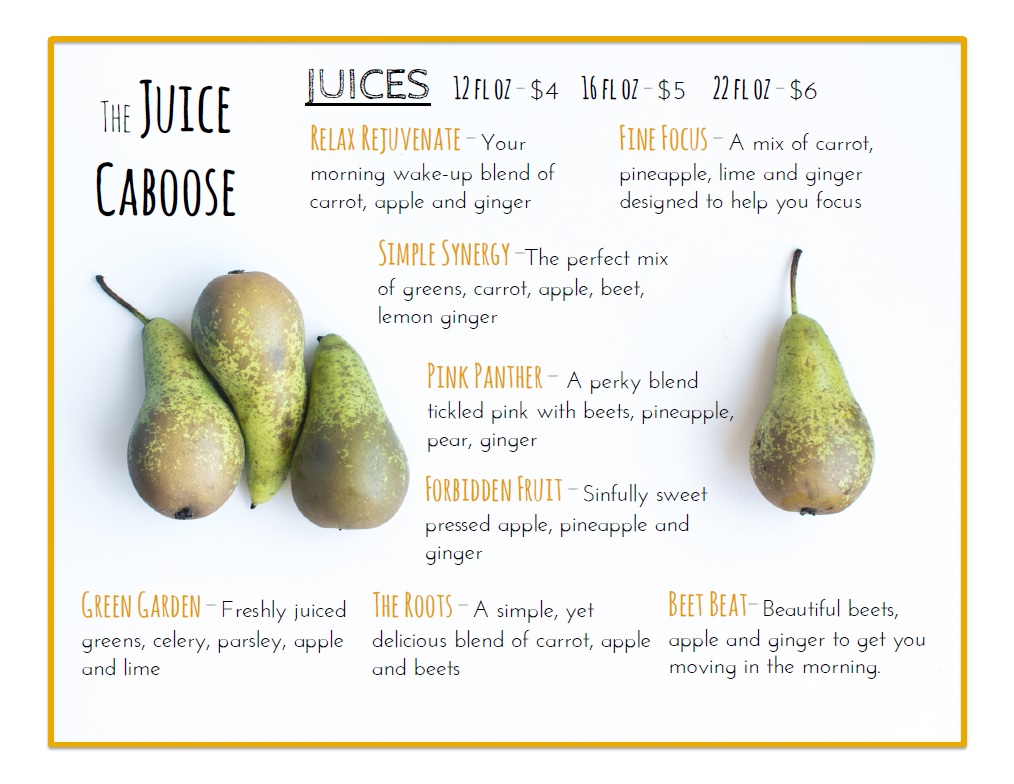 The Juice
Caboose
JUICES 12 fl oz – $4 16 fl oz – $5 22 fl oz – $6
Relax Rejuvenate – Your
morning wake-up blend of
carrot, apple and ginger
Fine Focus – A mix of carrot,
pineapple, lime and ginger
designed to help you focus
Simple Synergy –The perfect mix
of greens, carrot, apple, beet,
lemon ginger
Pink Panther – A perky blend
tickled pink with beets, pineapple,
pear, ginger
Forbidden Fruit – Sinfully sweet
pressed apple, pineapple and
ginger
Green Garden – Freshly juiced
greens, celery, parsley, apple
and lime
The Roots – A simple, yet
delicious blend of carrot, apple
and beets
Beet Beat– Beautiful beets,
apple and ginger to get you
moving in the morning.